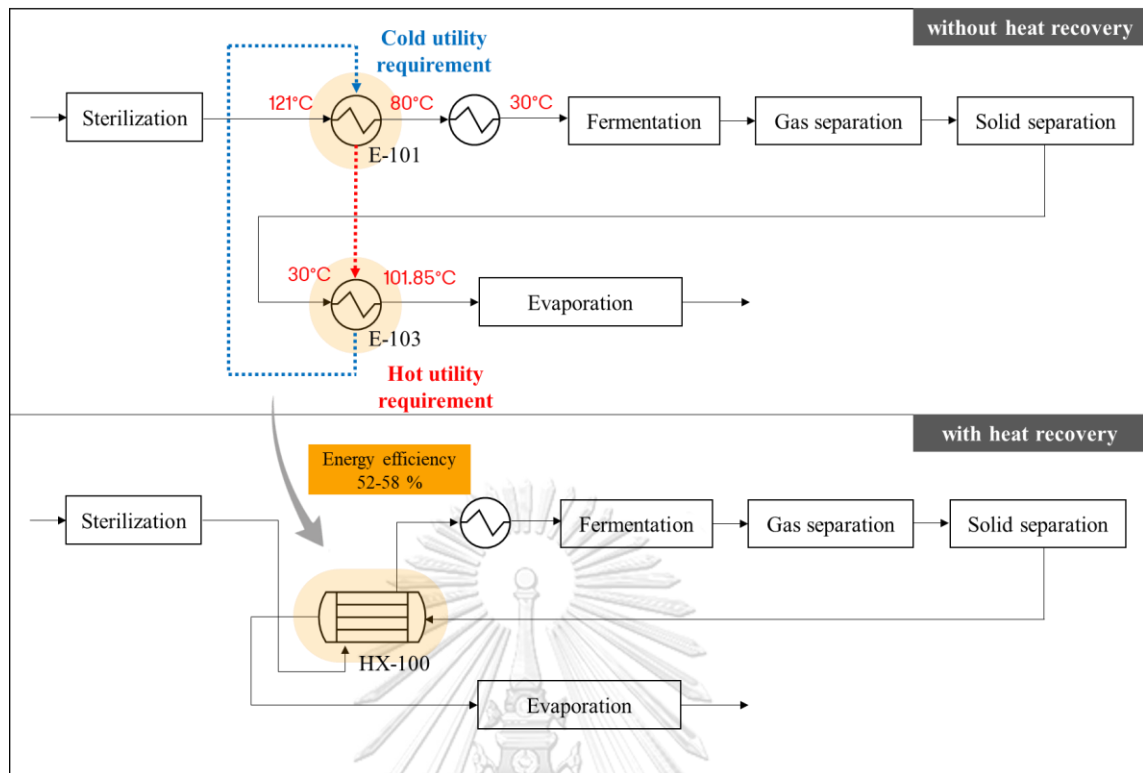 without heat recovery
Cold utility
requirement
Sterilization
121°C
80°C
30°C
Fermentation
Gas separation
Solid separation
E-101
30°C
101.85°C
Evaporation
E-103
Hot utility
requirement
with heat recovery
Energy efficiency
52-58 %
Sterilization
Fermentation
Gas separation
Solid separation
HX-100
Evaporation